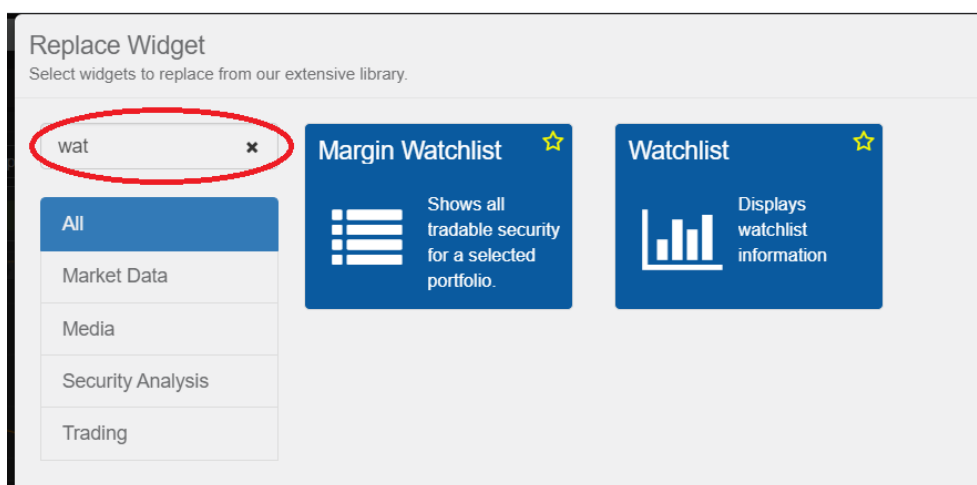 Replace Widget
Select widgets to replace from our extensive library.
wat
All
Market Data
Media
Security Analysis
Trading
Margin Watchlist
Shows all
tradable security
for a selected
portfolio.
Watchlist
Displays
watchlist
information